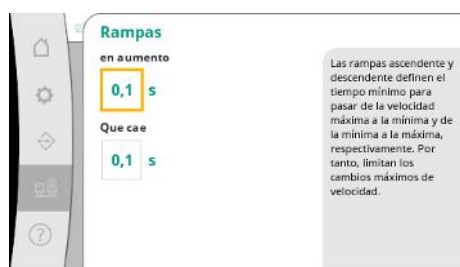 Rampas
en aumento
0,1 s
Que cae
0,1 s
Las rampas ascendente y
descendente definen el
tiempo mínimo para
pasar de la velocidad
máxima a la mínima y de
la mínima a la máxima,
respectivamente. Por
tanto, limitan los
cambios máximos de
velocidad.
?